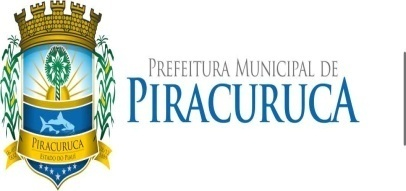 PREFEITURA MUNICIPAL DE
PIRACURUCA
PIRACURUCA
ESTADO DO PIAUÍ